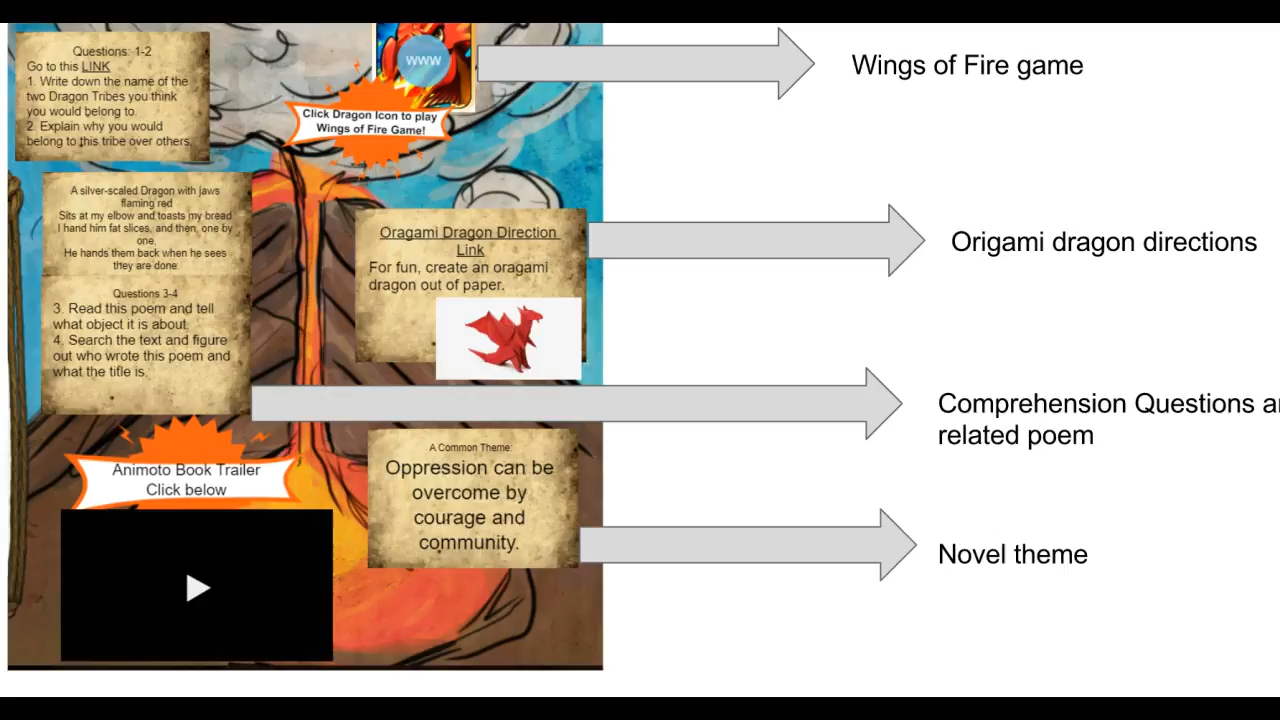 Questions: 1-2
Go to this LINK
1. Write down the name of the
two Dragon Tribes you think
you would belong to.
2. Explain why you would
belong to this tribe over others.
www
Click Dragon Icon to play
Wings of Fire Game!
Wings of Fire game
A silver-scaled Dragon with jaws
flaming red
Sits at my elbow and toasts my bread
I hand him fat slices, and then, one by
one,
He hands them back when he sees
they are done.
Questions 3-4
3. Read this poem and tell
what object it is about.
4. Search the text and figure
out who wrote this poem and
what the title is.
Oragami Dragon Direction
Link
For fun, create an oragami
dragon out of paper.
Origami dragon directions
Comprehension Questions
related poem
Animoto Book Trailer
Click below
A Common Theme:
Oppression can be
overcome by
courage and
community.
Novel theme